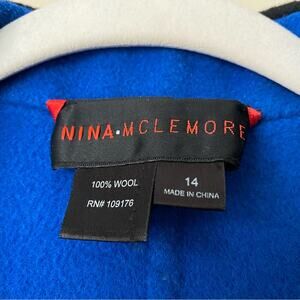 NINA·MCLEMORE
100% WOOL
RN# 109176
14
MADE IN CHINA